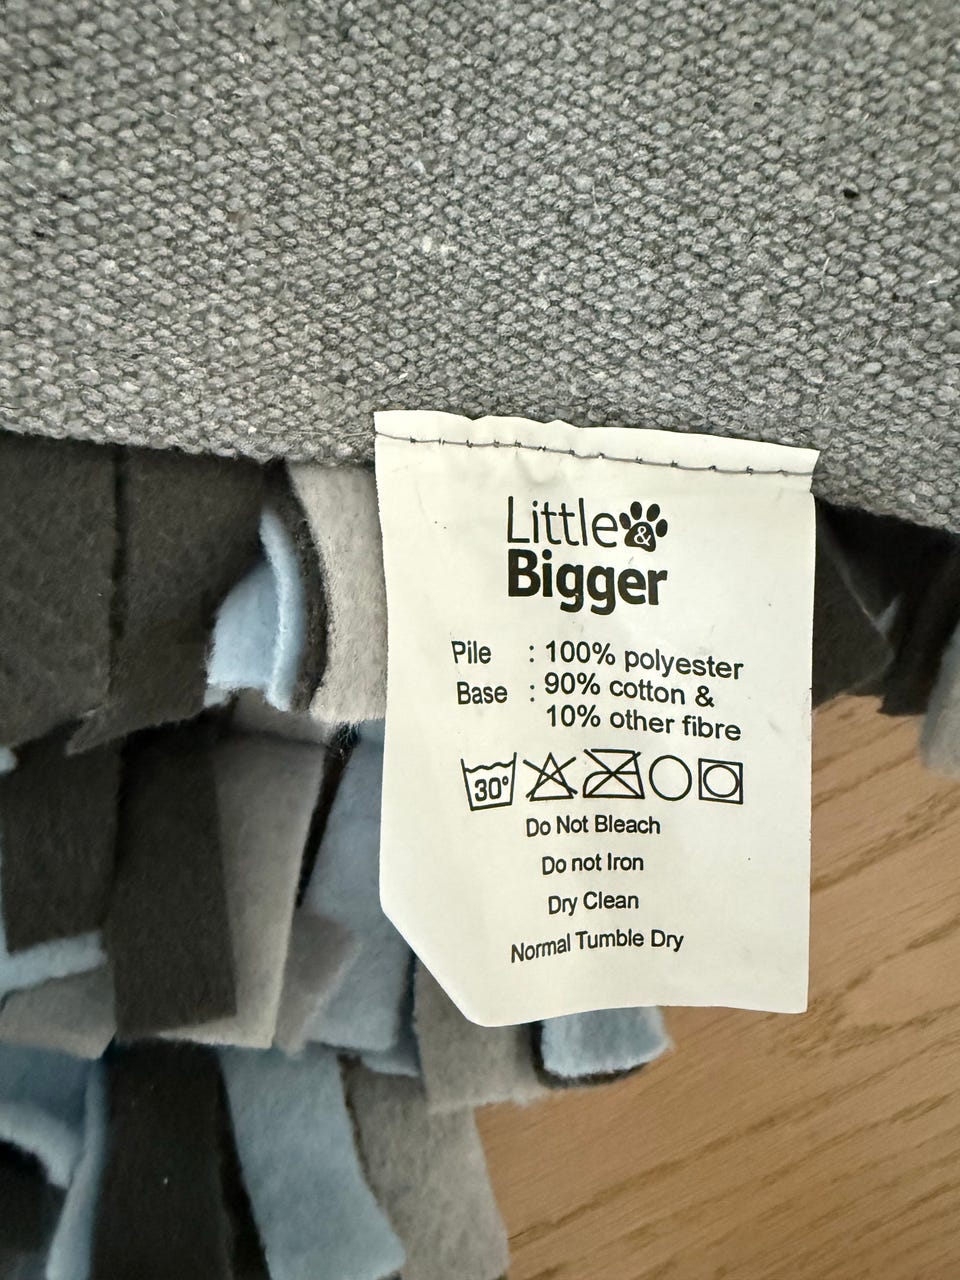 Little &
Bigger
Pile : 100% polyester
Base : 90% cotton &
10% other fibre
30°
Do Not Bleach
Do not Iron
Dry Clean
Normal Tumble Dry